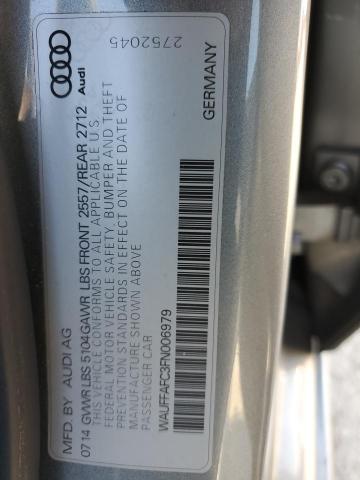 MFD. BY AUDI AG
0714 GVWR LBS 5104 GAWR LBS FRONT 2557/REAR 2712
THIS VEHICLE CONFORMS TO ALL APPLICABLE U.S.
FEDERAL MOTOR VEHICLE SAFETY, BUMPER AND THEFT
PREVENTION STANDARDS IN EFFECT ON THE DATE OF
MANUFACTURE SHOWN ABOVE
PASSENGER CAR
WAUFFAFC3FN006979
Audi
2752045
GERMANY